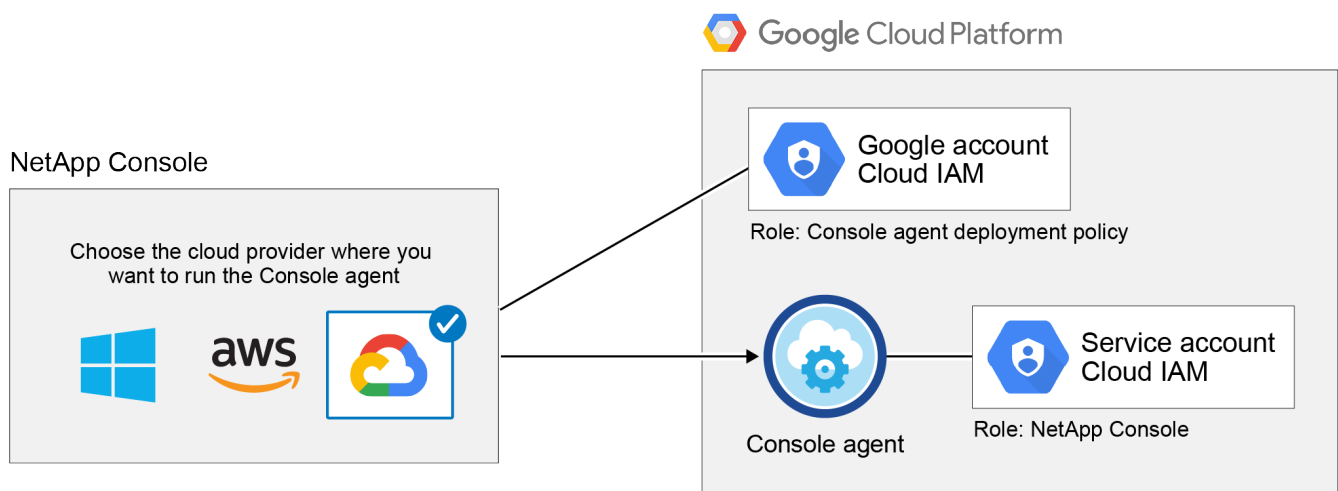 Google Cloud Platform
NetApp Console
Choose the cloud provider where you
want to run the Console agent
aws
Google account
Cloud IAM
Role: Console agent deployment policy
Console agent
Service account
Cloud IAM
Role: NetApp Console